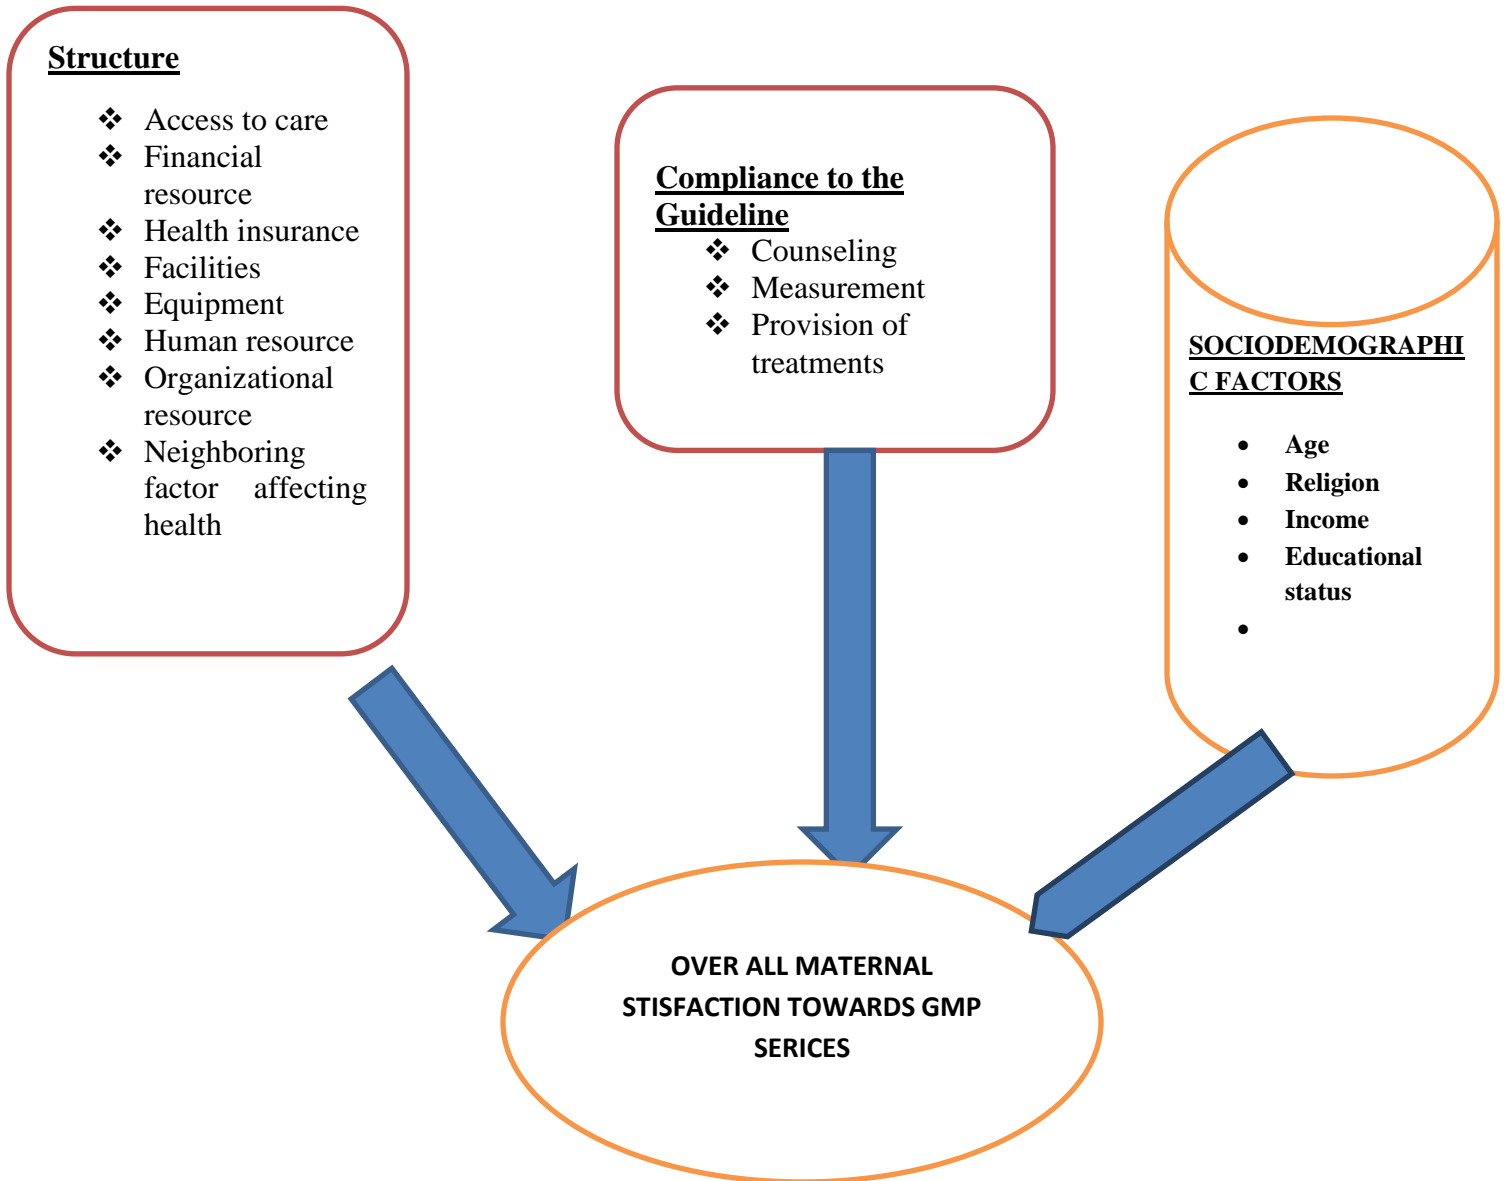 Structure
❖ Access to care
❖ Financial
resource
❖ Health insurance
❖ Facilities
❖ Equipment
❖ Human resource
❖ Organizational
resource
❖ Neighboring
factor affecting
health
Compliance to the
Guideline
❖ Counseling
❖ Measurement
❖ Provision of
treatments
SOCIODEMOGRAPHI
C FACTORS
• Age
• Religion
• Income
• Educational
status
•
OVER ALL MATERNAL
STISFACTION TOWARDS GMP
SERICES